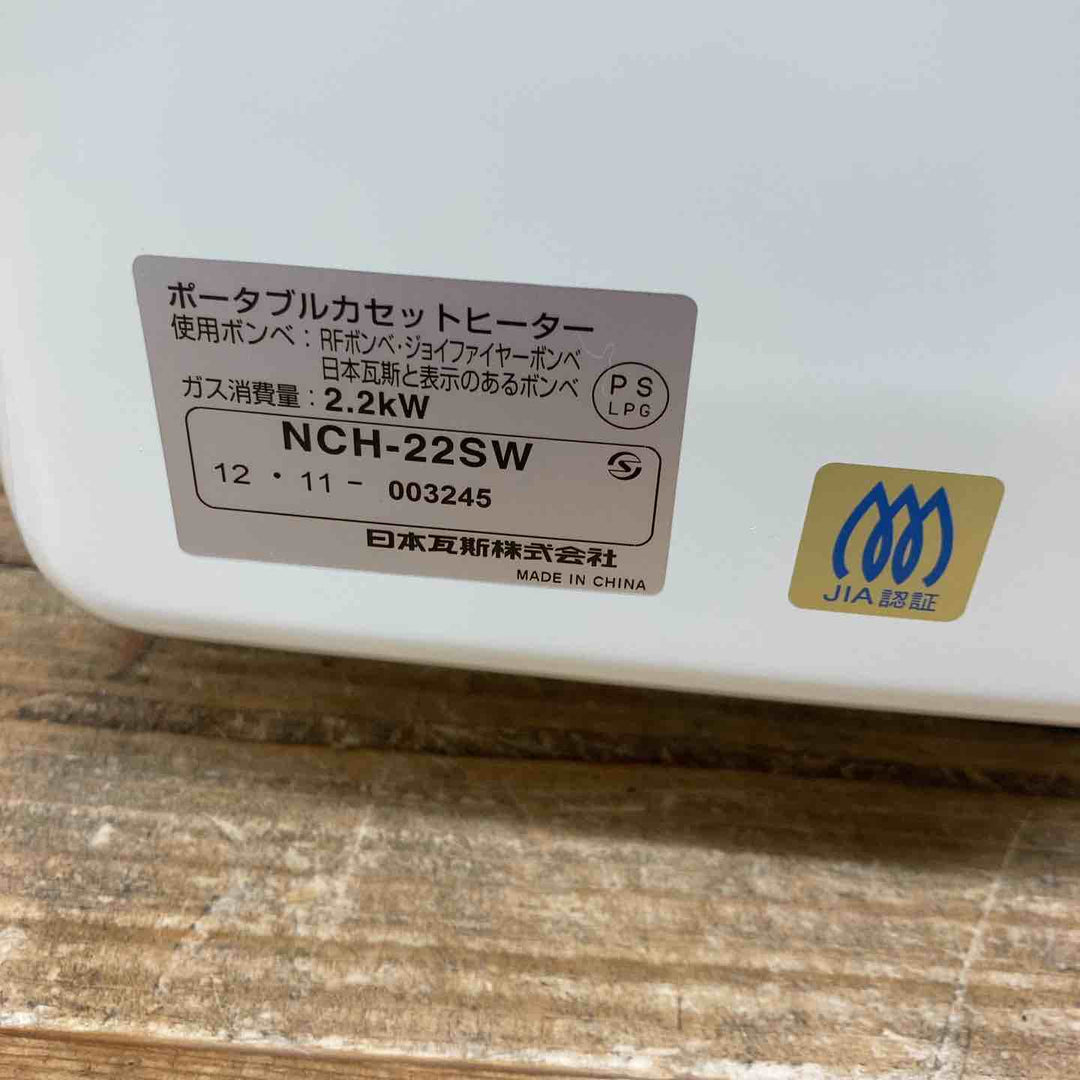 ポータブルカセットヒーター
使用ボンベ：RFボンベ・ジョイファイヤーボンベ
日本瓦斯と表示のあるボンベ
ガス消費量：2.2kW
PS
LPG
NCH-22SW
12・11- 003245
日本瓦斯株式会社
MADE IN CHINA
JIA 認証